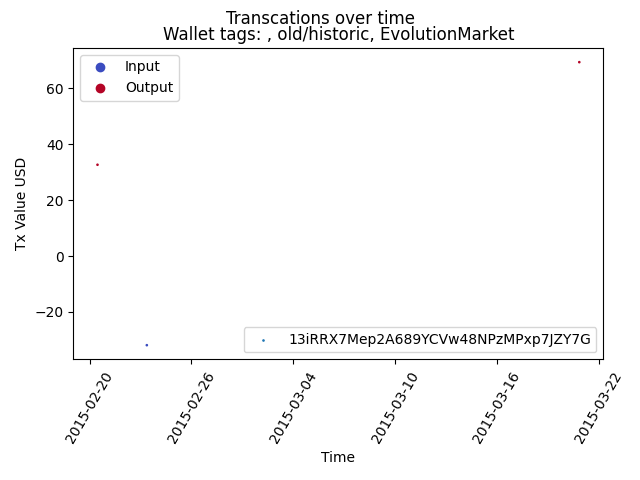 Transcations over time
Wallet tags: , old/historic, EvolutionMarket
Input
Output
Tx Value USD
60
40
20
0
−20
13iRRX7Mep2A689YCVw48NPzMPxp7JZY7G
2015-02-20
2015-02-26
2015-03-04
2015-03-10
2015-03-16
2015-03-22
Time